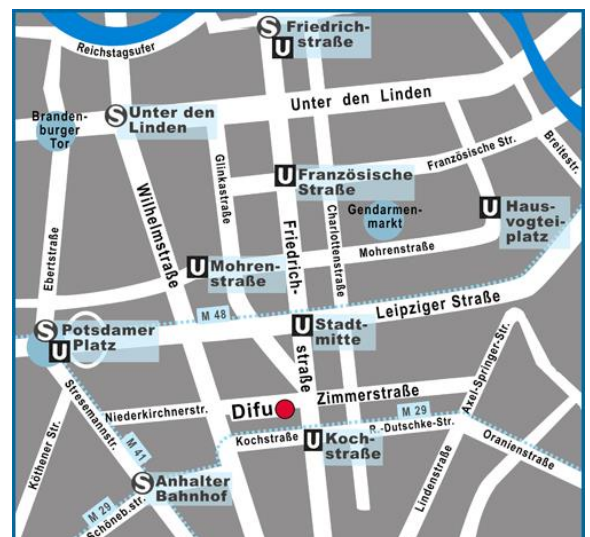 S Friedrich-
U straße
Reichstagsufer
Unter den Linden
Branden-
burger
Tor
S Unter den
Linden
Breitestr.
Glinkastraße
Französische Str.
U Französische
Straße
Wilhelmstraße
Ebertstraße
Friedrich-
straße
Charlottenstraße
Gendarmen-
markt
U Haus-
vogtei-
platz
Mohrenstraße
U Mohren-
straße
Leipziger Straße
M 48
S Potsdamer
U Platz
U Stadt-
mitte
Axel-Springer-Str.
Zimmerstraße
Niederkirchnerstr.
Difu
M 29
Stresemannstr.
M 41
Kochstraße
R.-Dutschke-Str.
U Koch-
straße
Oranienstraße
Köthener Str.
Lindenstraße
S Anhalter
Bahnhof
M 29
Schöneb.str.